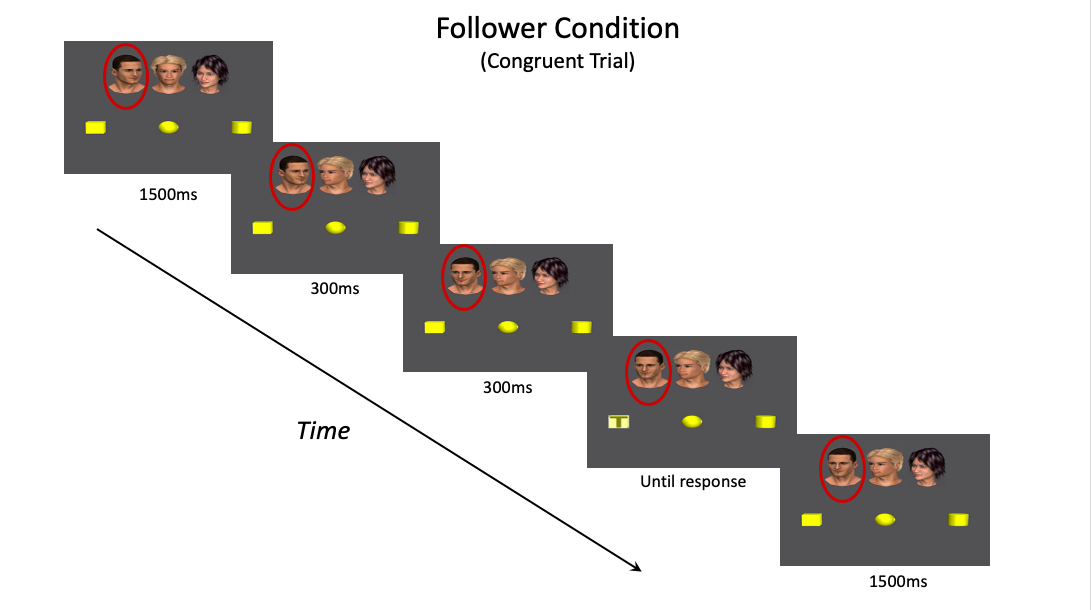 Follower Condition
(Congruent Trial)
1500ms
300ms
300ms
Time
T
Until response
1500ms